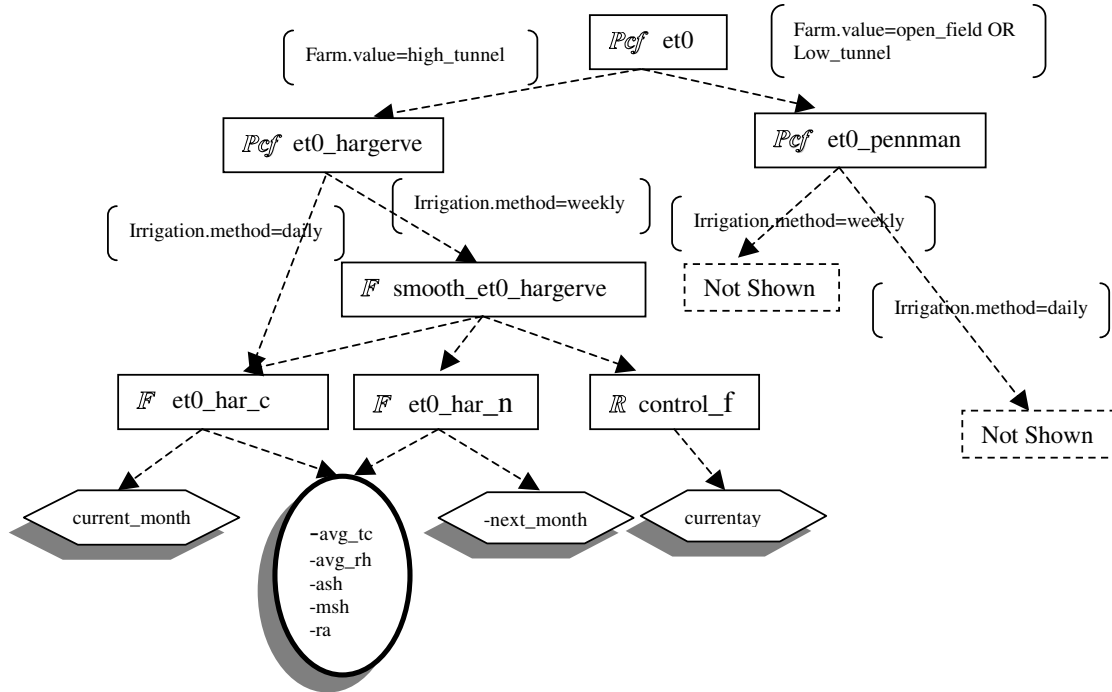 Farm.value=high_tunnel
Pcf et0
Farm.value=open_field OR
Low_tunnel
Pcf et0_hargerve
Pcf et0_pennman
Irrigation.method=daily
Irrigation.method=weekly
Irrigation.method=weekly
F smooth_et0_hargerve
Not Shown
Irrigation.method=daily
F et0_har_c
F et0_har_n
R control_f
Not Shown
current_month
-avg_tc
-avg_rh
-ash
-msh
-ra
-next_month
currentay